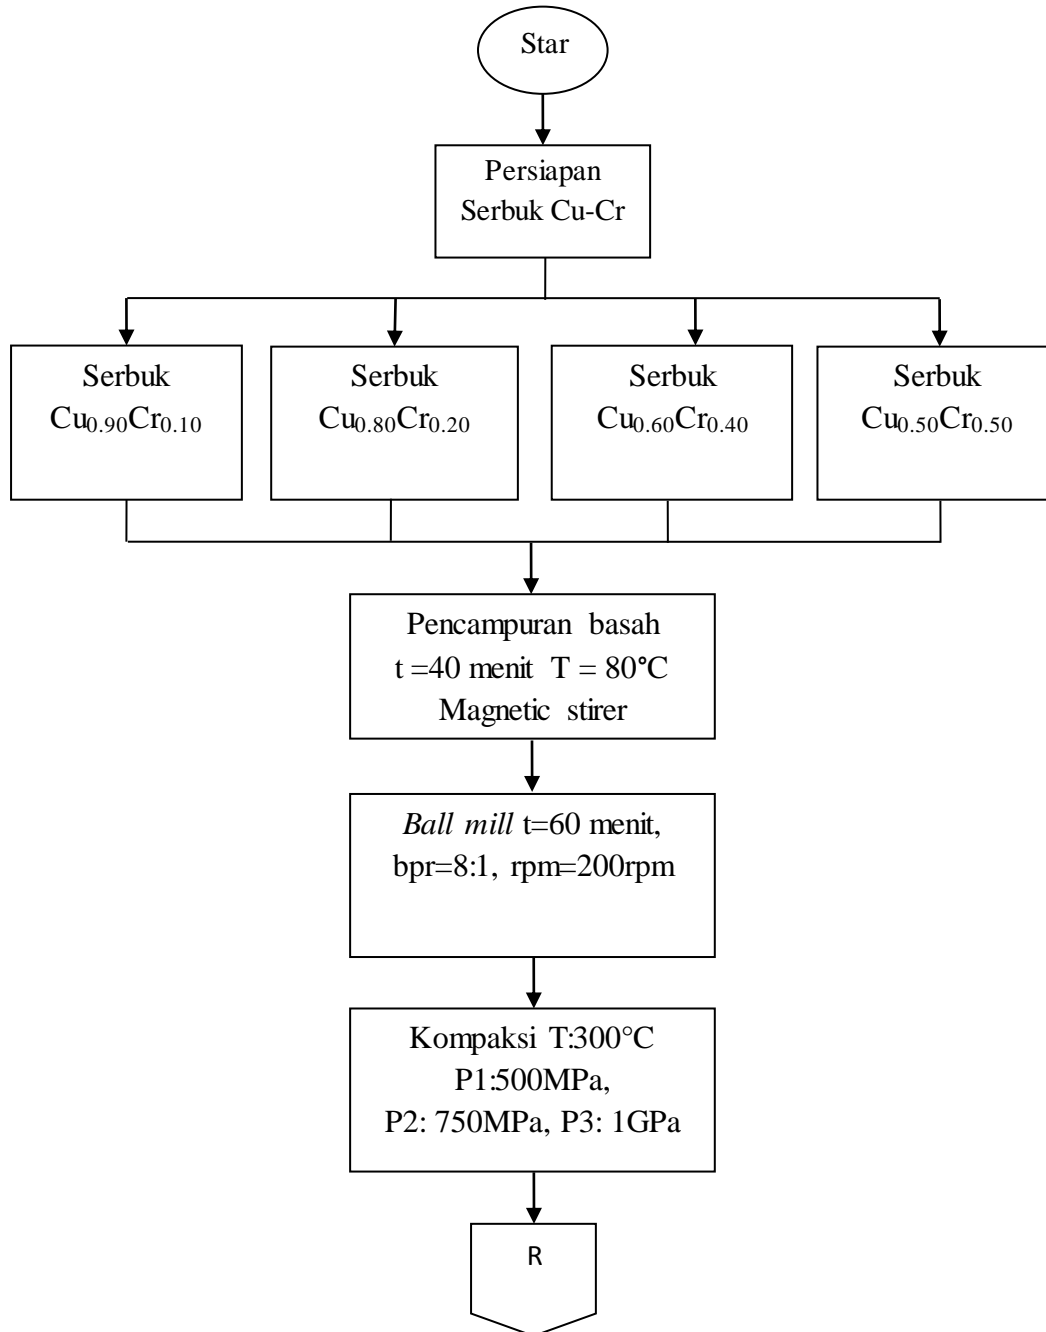 Star
Persiapan
Serbuk Cu-Cr
Serbuk
Cu₀.₉₀Cr₀.₁₀
Serbuk
Cu₀.₈₀Cr₀.₂₀
Serbuk
Cu₀.₆₀Cr₀.₄₀
Serbuk
Cu₀.₅₀Cr₀.₅₀
Pencampuran basah
t =40 menit T = 80°C
Magnetic stirer
Ball mill t=60 menit,
bpr=8:1, rpm=200rpm
Kompaksi T:300°C
P1:500MPa,
P2: 750MPa, P3: 1GPa
R